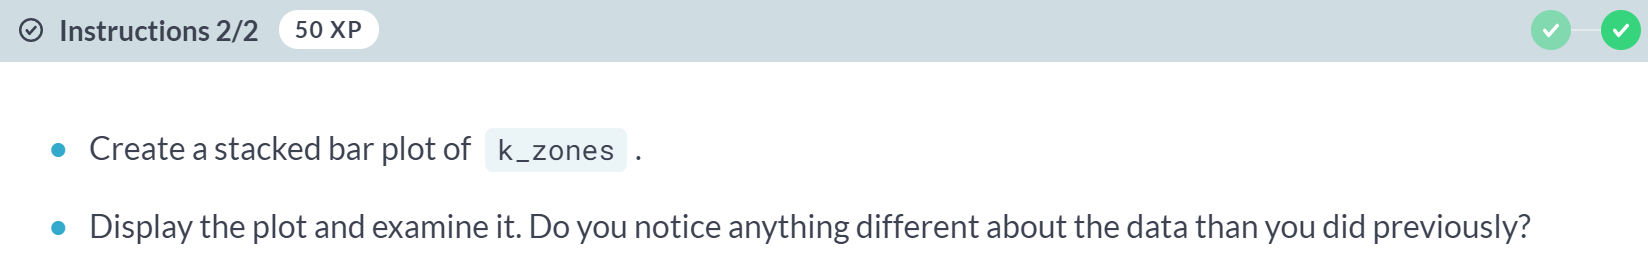 Instructions 2/2 50 XP
Create a stacked bar plot of k_zones .
Display the plot and examine it. Do you notice anything different about the data than you did previously?